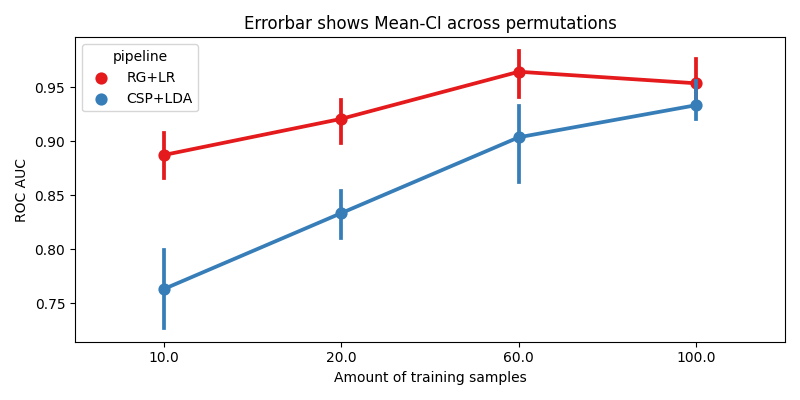 Errorbar shows Mean-CI across permutations
pipeline
RG+LR
CSP+LDA
ROC AUC
0.95
0.90
0.85
0.80
0.75
10.0
20.0
60.0
100.0
Amount of training samples